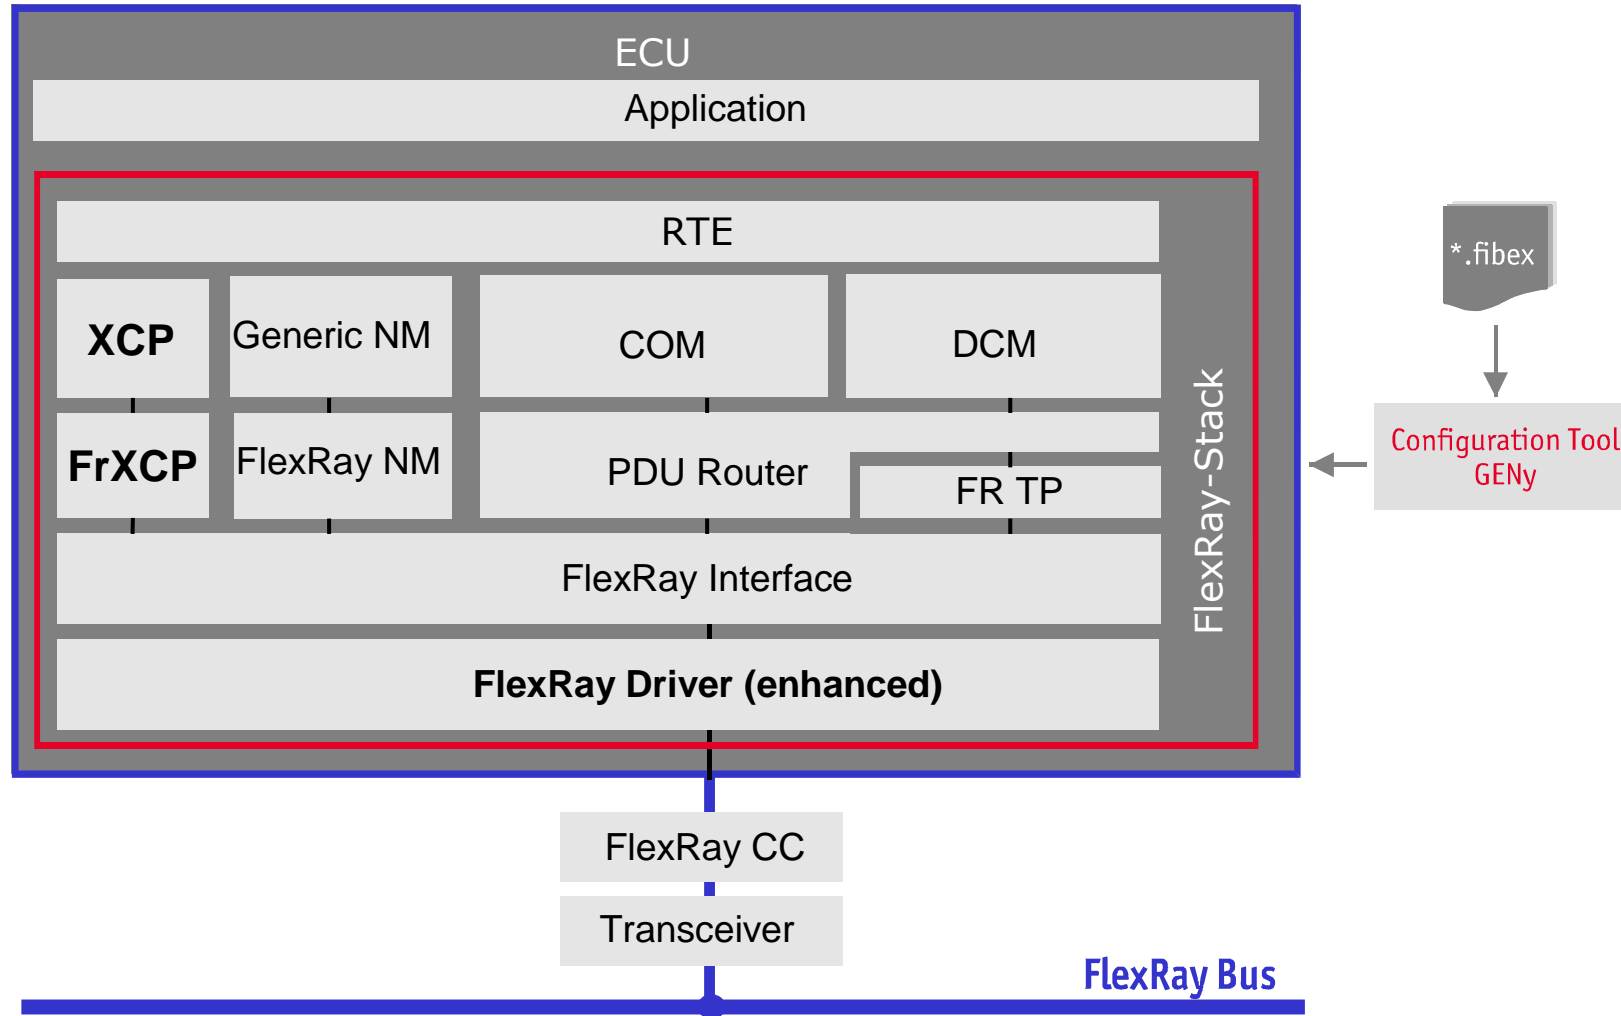 ECU
Application
RTE
*.fibex
XCP
Generic NM
COM
DCM
FlexRay-Stack
Configuration Tool
GENy
FrXCP
FlexRay NM
PDU Router
FR TP
FlexRay Interface
FlexRay Driver (enhanced)
FlexRay CC
Transceiver
FlexRay Bus